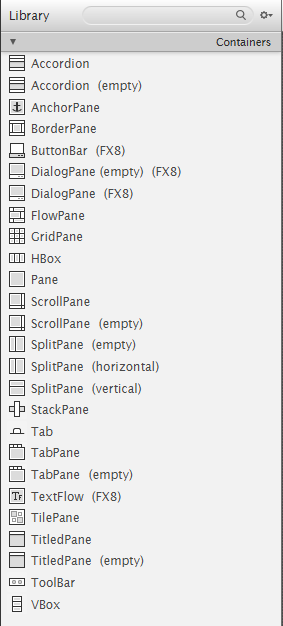 Library
Containers
Accordion
Accordion (empty)
AnchorPane
BorderPane
ButtonBar (FX8)
DialogPane (empty) (FX8)
DialogPane (FX8)
FlowPane
GridPane
HBox
Pane
ScrollPane
ScrollPane (empty)
SplitPane (empty)
SplitPane (horizontal)
SplitPane (vertical)
StackPane
Tab
TabPane
TabPane (empty)
TextFlow (FX8)
TilePane
TitledPane
TitledPane (empty)
ToolBar
VBox